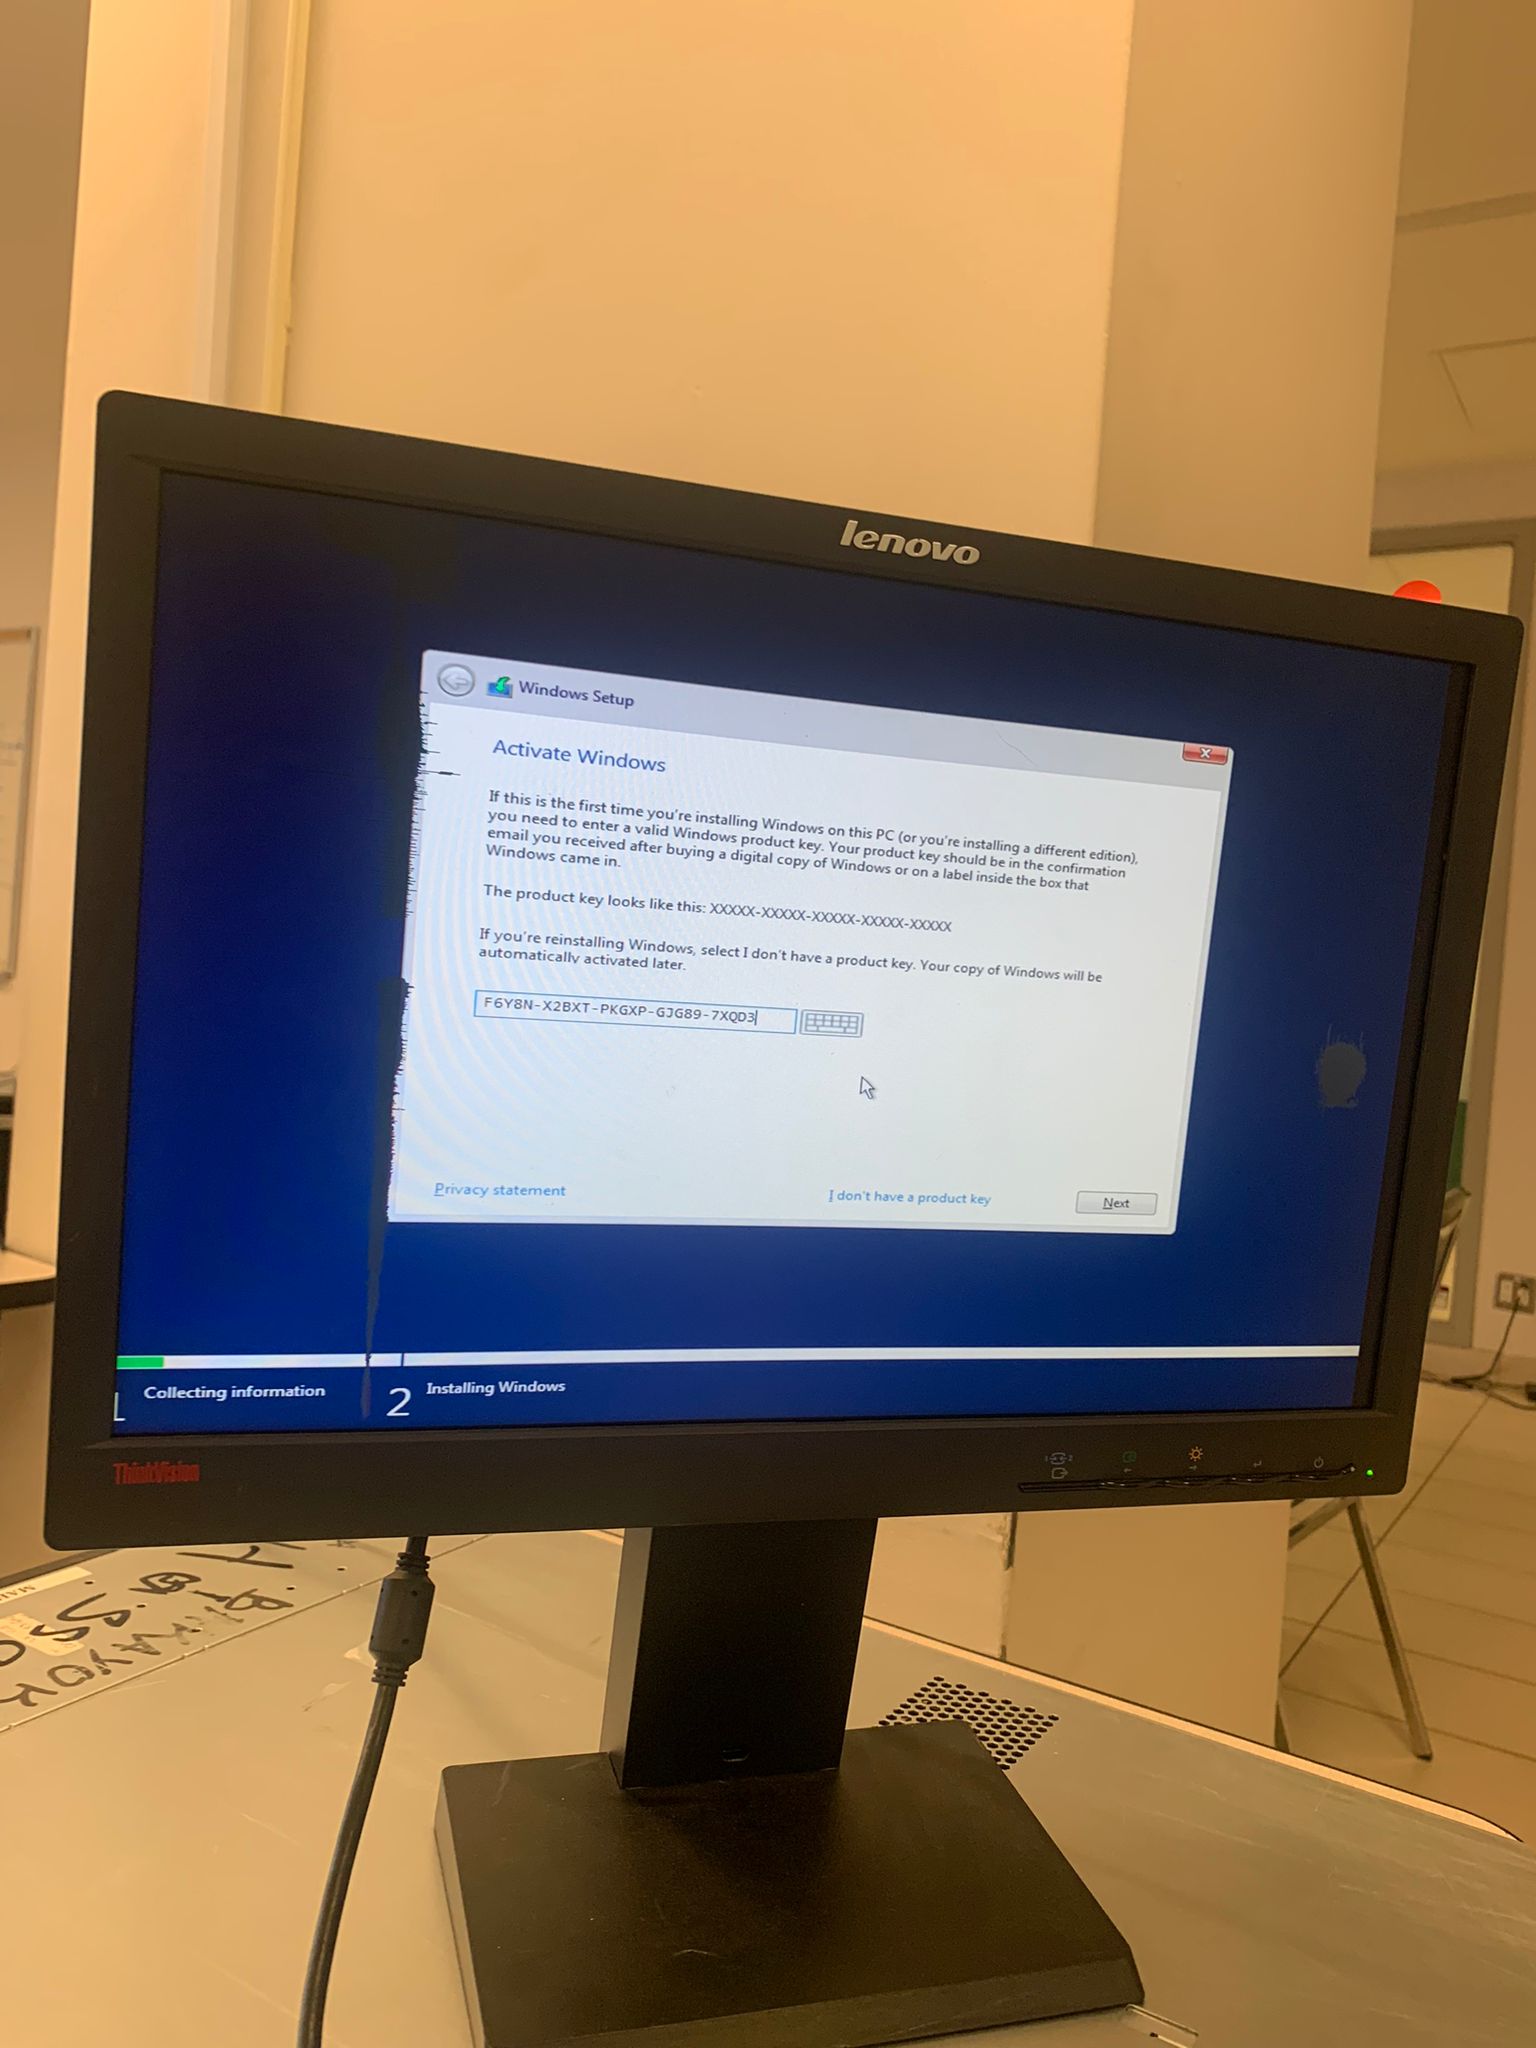 lenovo
Windows Setup
Activate Windows
If this is the first time you're installing Windows on this PC (or you're installing a different edition),
you need to enter a valid Windows product key. Your product key should be in the confirmation
email you received after buying a digital copy of Windows or on a label inside the box that
Windows came in.
The product key looks like this: XXXXX-XXXXX-XXXXX-XXXXX-XXXXX
If you're reinstalling Windows, select I don't have a product key. Your copy of Windows will be
automatically activated later.
F6Y8N-X2BXT-PKGXP-GJG89-7XQD3
Privacy statement
I don't have a product key
Next
1 Collecting information
2 Installing Windows
ThinkVision